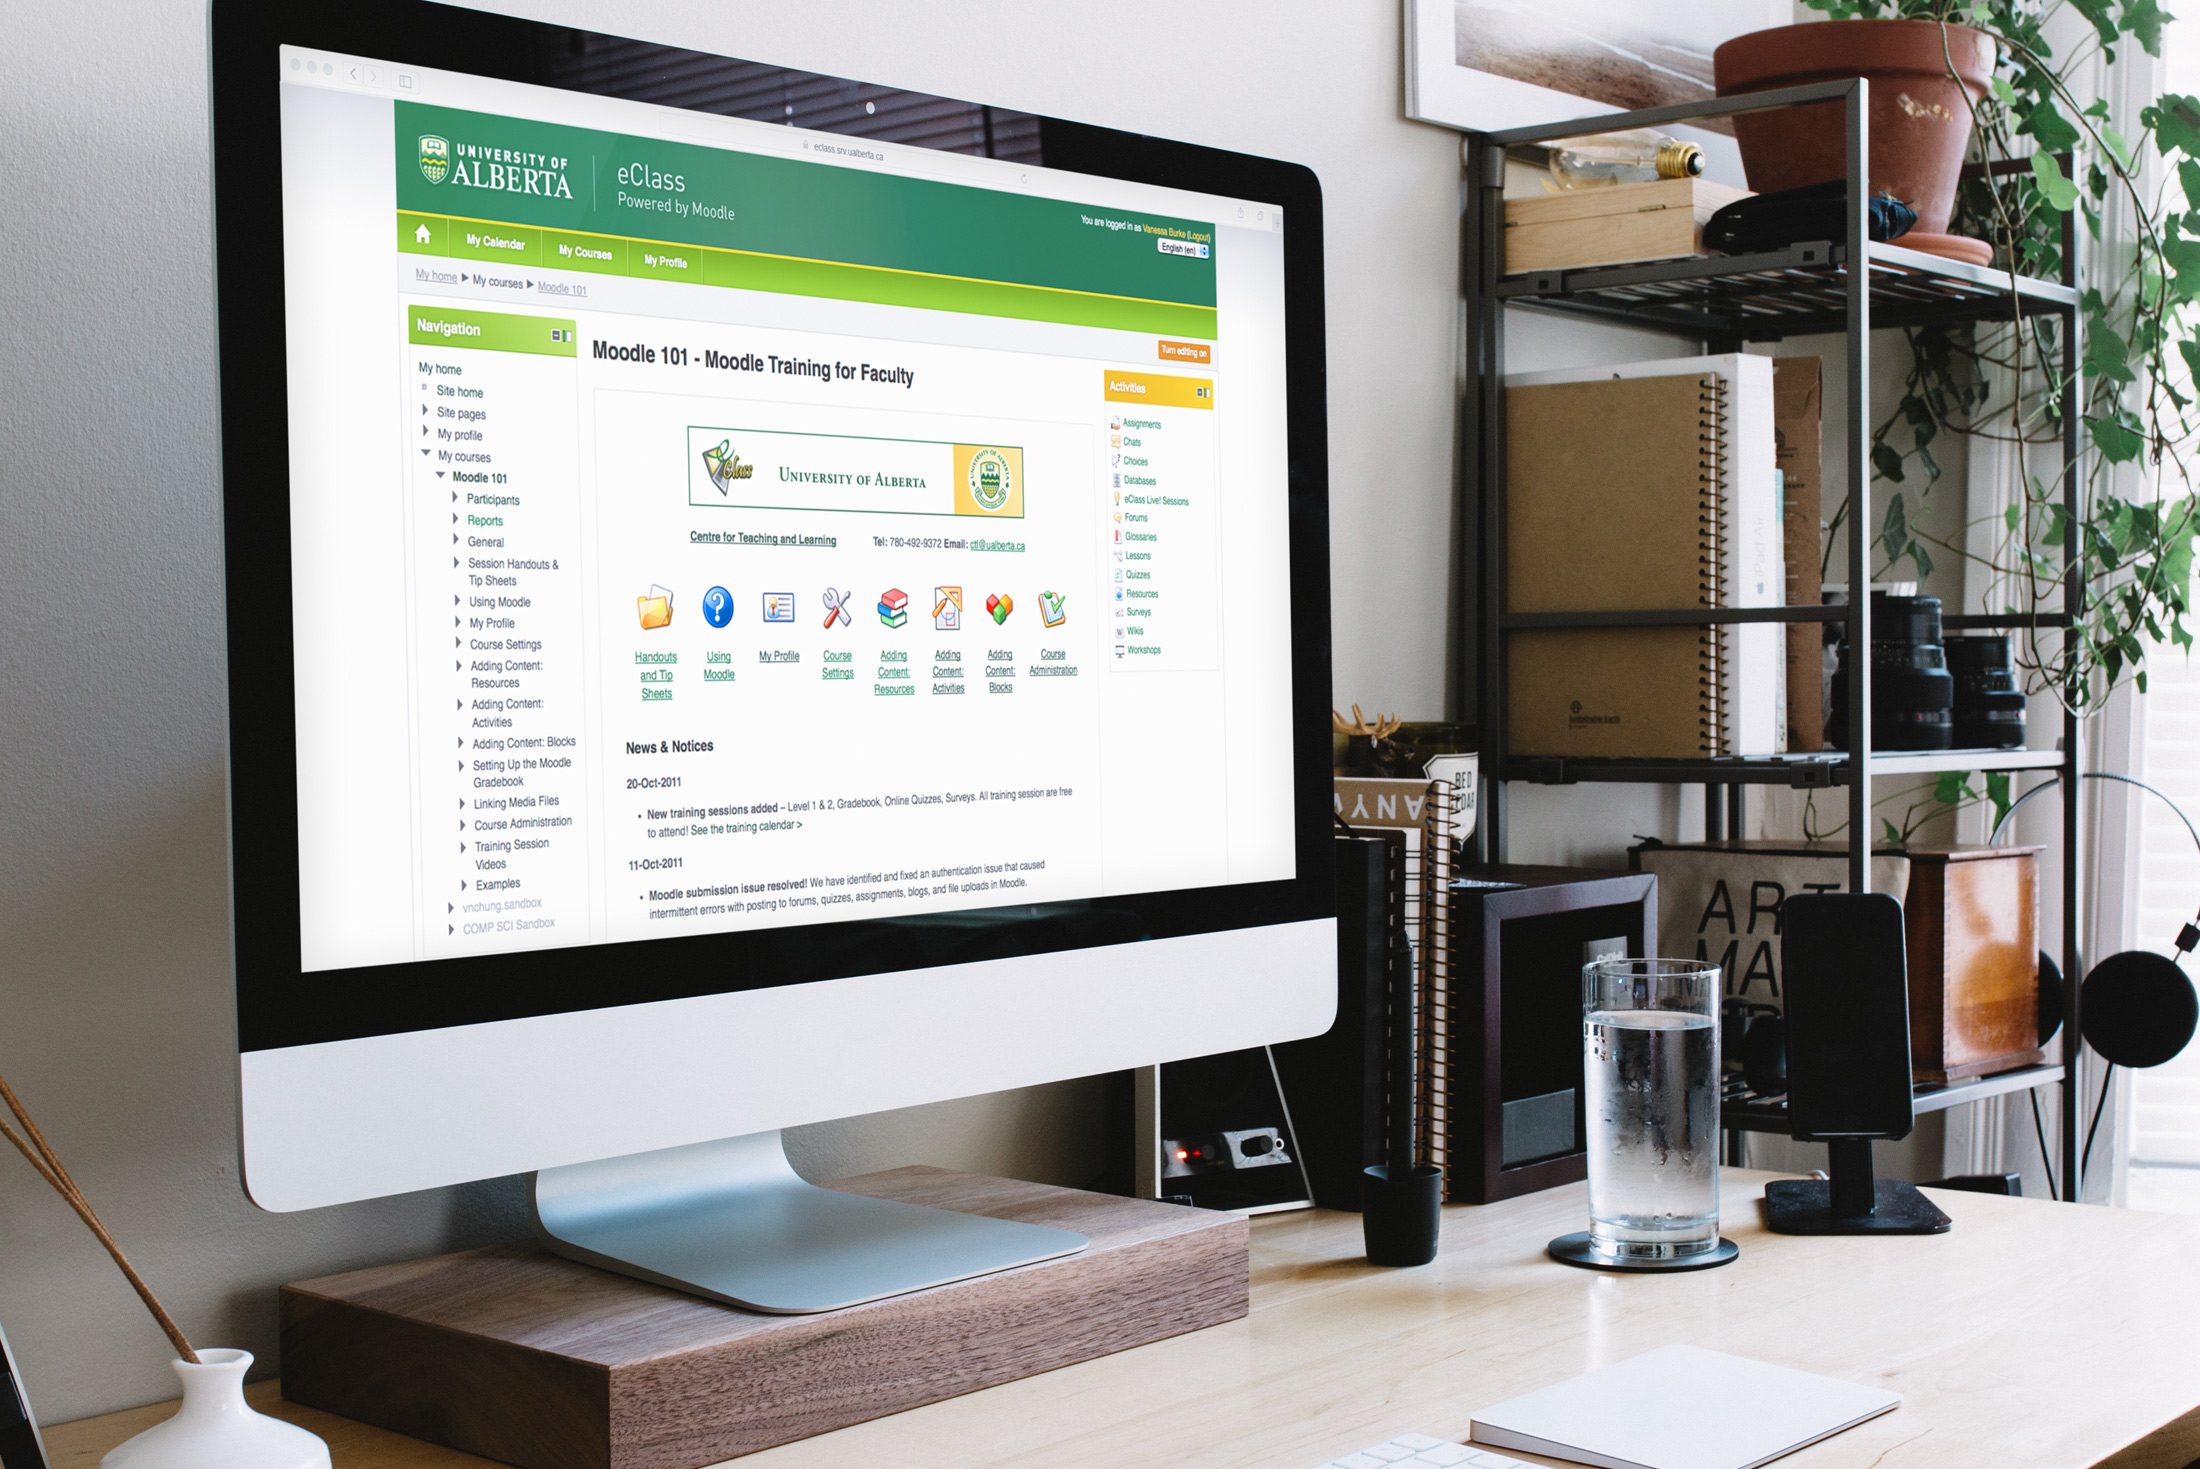 eclass.srv.ualberta.ca
UNIVERSITY OF
ALBERTA
eClass
Powered by Moodle
You are logged in as Vanessa Burke (Logout)
English (en)
My Calendar
My Courses
My Profile
My home ▶ My courses ▶ Moodle 101
Turn editing on
Navigation
My home
Site home
Site pages
My profile
My courses
Moodle 101
Participants
Reports
General
Session Handouts &
Tip Sheets
Using Moodle
My Profile
Course Settings
Adding Content:
Resources
Adding Content:
Activities
Adding Content: Blocks
Setting Up the Moodle
Gradebook
Linking Media Files
Course Administration
Training Session
Videos
Examples
vnchung.sandbox
COMP SCI Sandbox
Moodle 101 - Moodle Training for Faculty
eClass
UNIVERSITY OF ALBERTA
UNIVERSITY OF ALBERTA
Centre for Teaching and Learning
Tel: 780-492-9372 Email: ctl@ualberta.ca
Handouts
and Tip
Sheets
Using
Moodle
My Profile
Course
Settings
Adding
Content:
Resources
Adding
Content:
Activities
Adding
Content:
Blocks
Course
Administration
News & Notices
20-Oct-2011
• New training sessions added – Level 1 & 2, Gradebook, Online Quizzes, Surveys. All training session are free
to attend! See the training calendar >
11-Oct-2011
• Moodle submission issue resolved! We have identified and fixed an authentication issue that caused
intermittent errors with posting to forums, quizzes, assignments, blogs, and file uploads in Moodle.
Activities
Assignments
Chats
Choices
Databases
eClass Live! Sessions
Forums
Glossaries
Lessons
Quizzes
Resources
Surveys
Wikis
Workshops
iPad Air
ANY
ART
MA